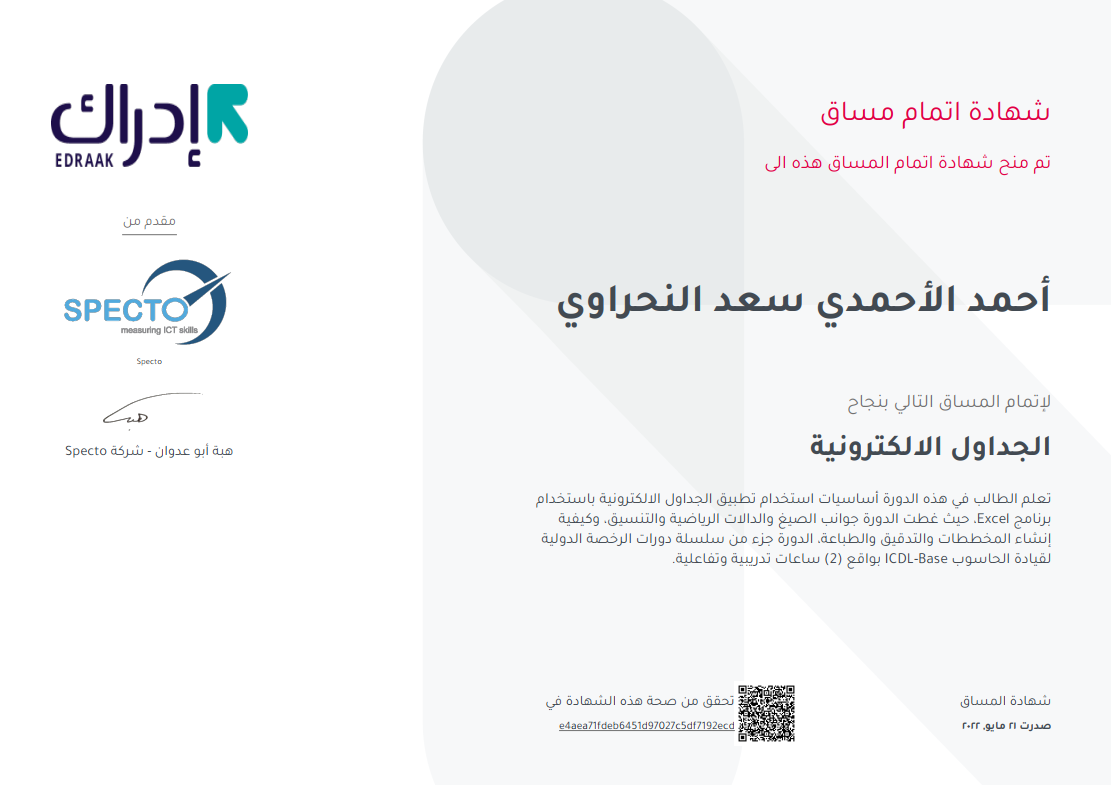 إدراك
EDRAAK
مقدم من
SPECTO
measuring ICT skills
Specto
هبة أبو عدوان - شركة Specto
شهادة اتمام مساق
تم منح شهادة اتمام المساق هذه الى
أحمد الأحمدي سعد النحراوي
لإتمام المساق التالي بنجاح
الجداول الالكترونية
تعلم الطالب في هذه الدورة أساسيات استخدام تطبيق الجداول الالكترونية باستخدام
برنامج Excel، حيث غطت الدورة جوانب الصيغ والدالات الرياضية والتنسيق، وكيفية
إنشاء المخططات والتدقيق والطباعة، الدورة جزء من سلسلة دورات الرخصة الدولية
لقيادة الحاسوب ICDL-Base بواقع (2) ساعات تدريبية وتفاعلية.
شهادة المساق
صدرت ٢١ مايو, ٢٠٢٢
تحقق من صحة هذه الشهادة في
e4aea71fdeb6451d97027c5df7192ecd